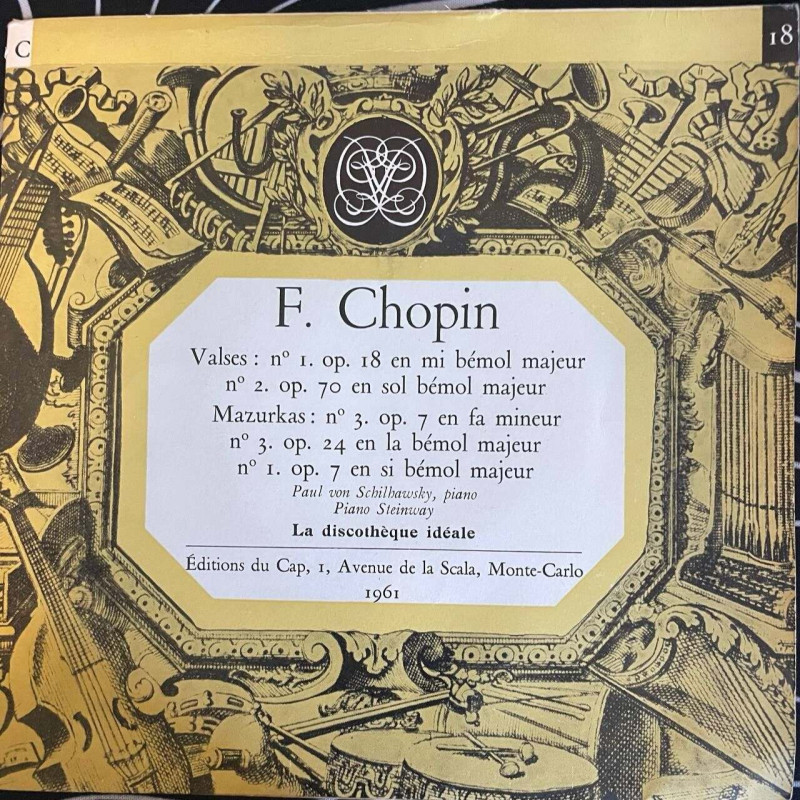 C
18
F. Chopin
Valses : nº 1. op. 18 en mi bémol majeur
nº 2. op. 70 en sol bémol majeur
Mazurkas : nº 3. op. 7 en fa mineur
nº 3. op. 24 en la bémol majeur
nº 1. op. 7 en si bémol majeur
Paul von Schilhawsky, piano
Piano Steinway
La discothèque idéale
Éditions du Cap, 1, Avenue de la Scala, Monte-Carlo
1961